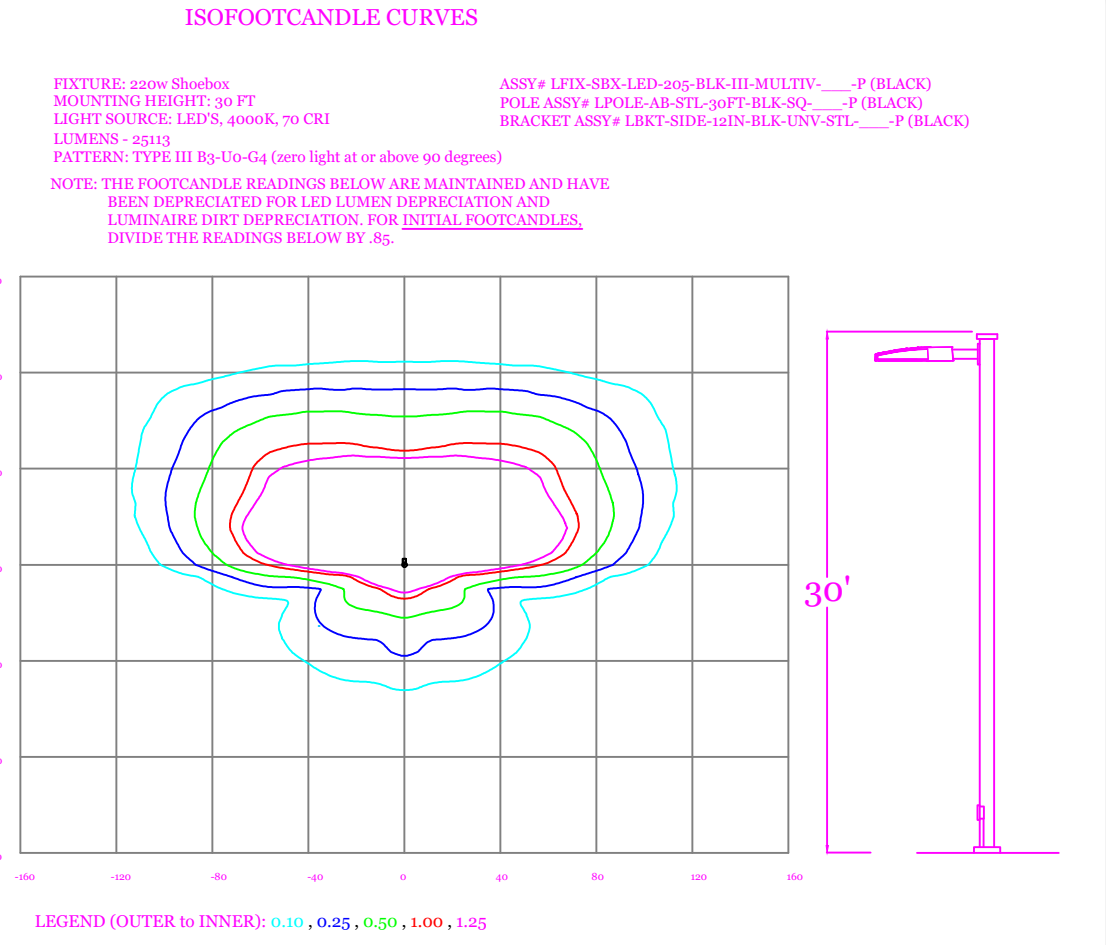 ISOFOOTCANDLE CURVES
FIXTURE: 220w Shoebox
MOUNTING HEIGHT: 30 FT
LIGHT SOURCE: LED'S, 4000K, 70 CRI
LUMENS - 25113
PATTERN: TYPE III B3-U0-G4 (zero light at or above 90 degrees)
ASSY# LFIX-SBX-LED-205-BLK-III-MULTIV-___-P (BLACK)
POLE ASSY# LPOLE-AB-STL-30FT-BLK-SQ-___-P (BLACK)
BRACKET ASSY# LBKT-SIDE-12IN-BLK-UNV-STL-___-P (BLACK)
NOTE: THE FOOTCANDLE READINGS BELOW ARE MAINTAINED AND HAVE
BEEN DEPRECIATED FOR LED LUMEN DEPRECIATION AND
LUMINAIRE DIRT DEPRECIATION. FOR INITIAL FOOTCANDLES,
DIVIDE THE READINGS BELOW BY .85.
30'
-160 -120 -80 -40 0 40 80 120 160
LEGEND (OUTER to INNER): 0.10 , 0.25 , 0.50 , 1.00 , 1.25